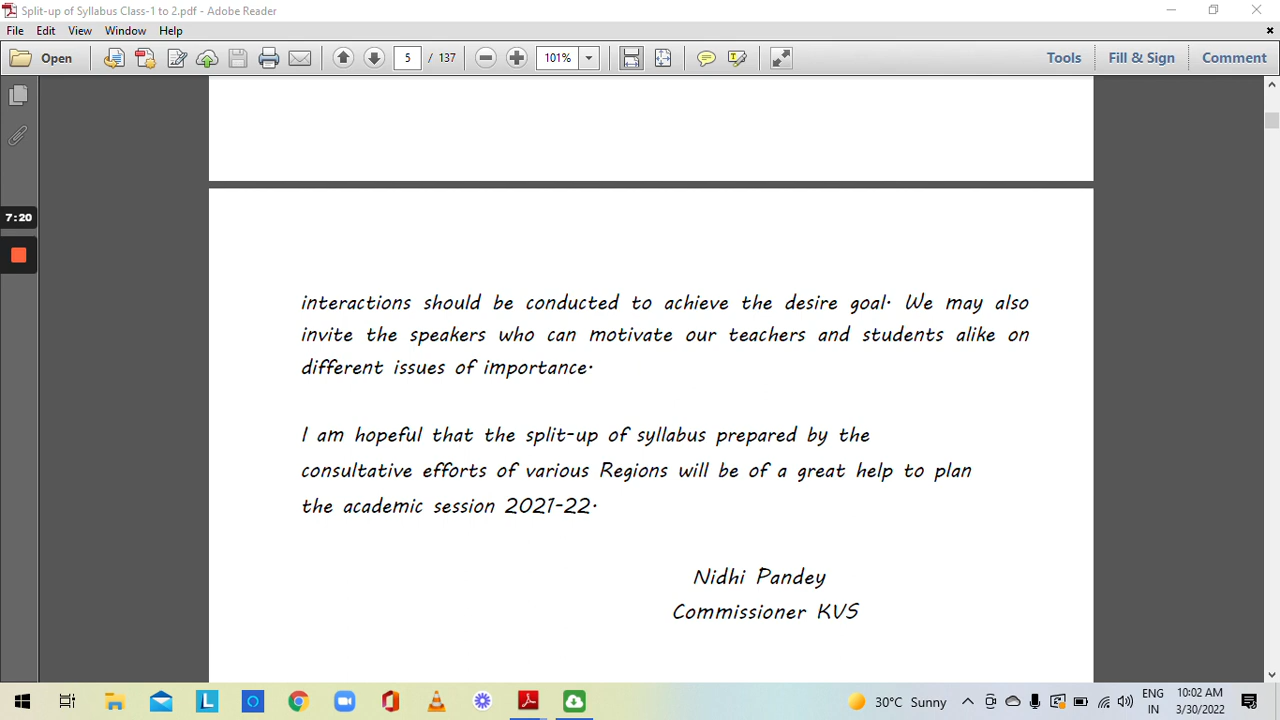 Split-up of Syllabus Class-1 to 2.pdf - Adobe Reader
File Edit View Window Help
Open 5 / 137 101% Tools Fill & Sign Comment
7:20
interactions should be conducted to achieve the desire goal. We may also
invite the speakers who can motivate our teachers and students alike on
different issues of importance.
I am hopeful that the split-up of syllabus prepared by the
consultative efforts of various Regions will be of a great help to plan
the academic session 2021-22.
Nidhi Pandey
Commissioner KVS
30°C Sunny
ENG
IN
10:02 AM
3/30/2022